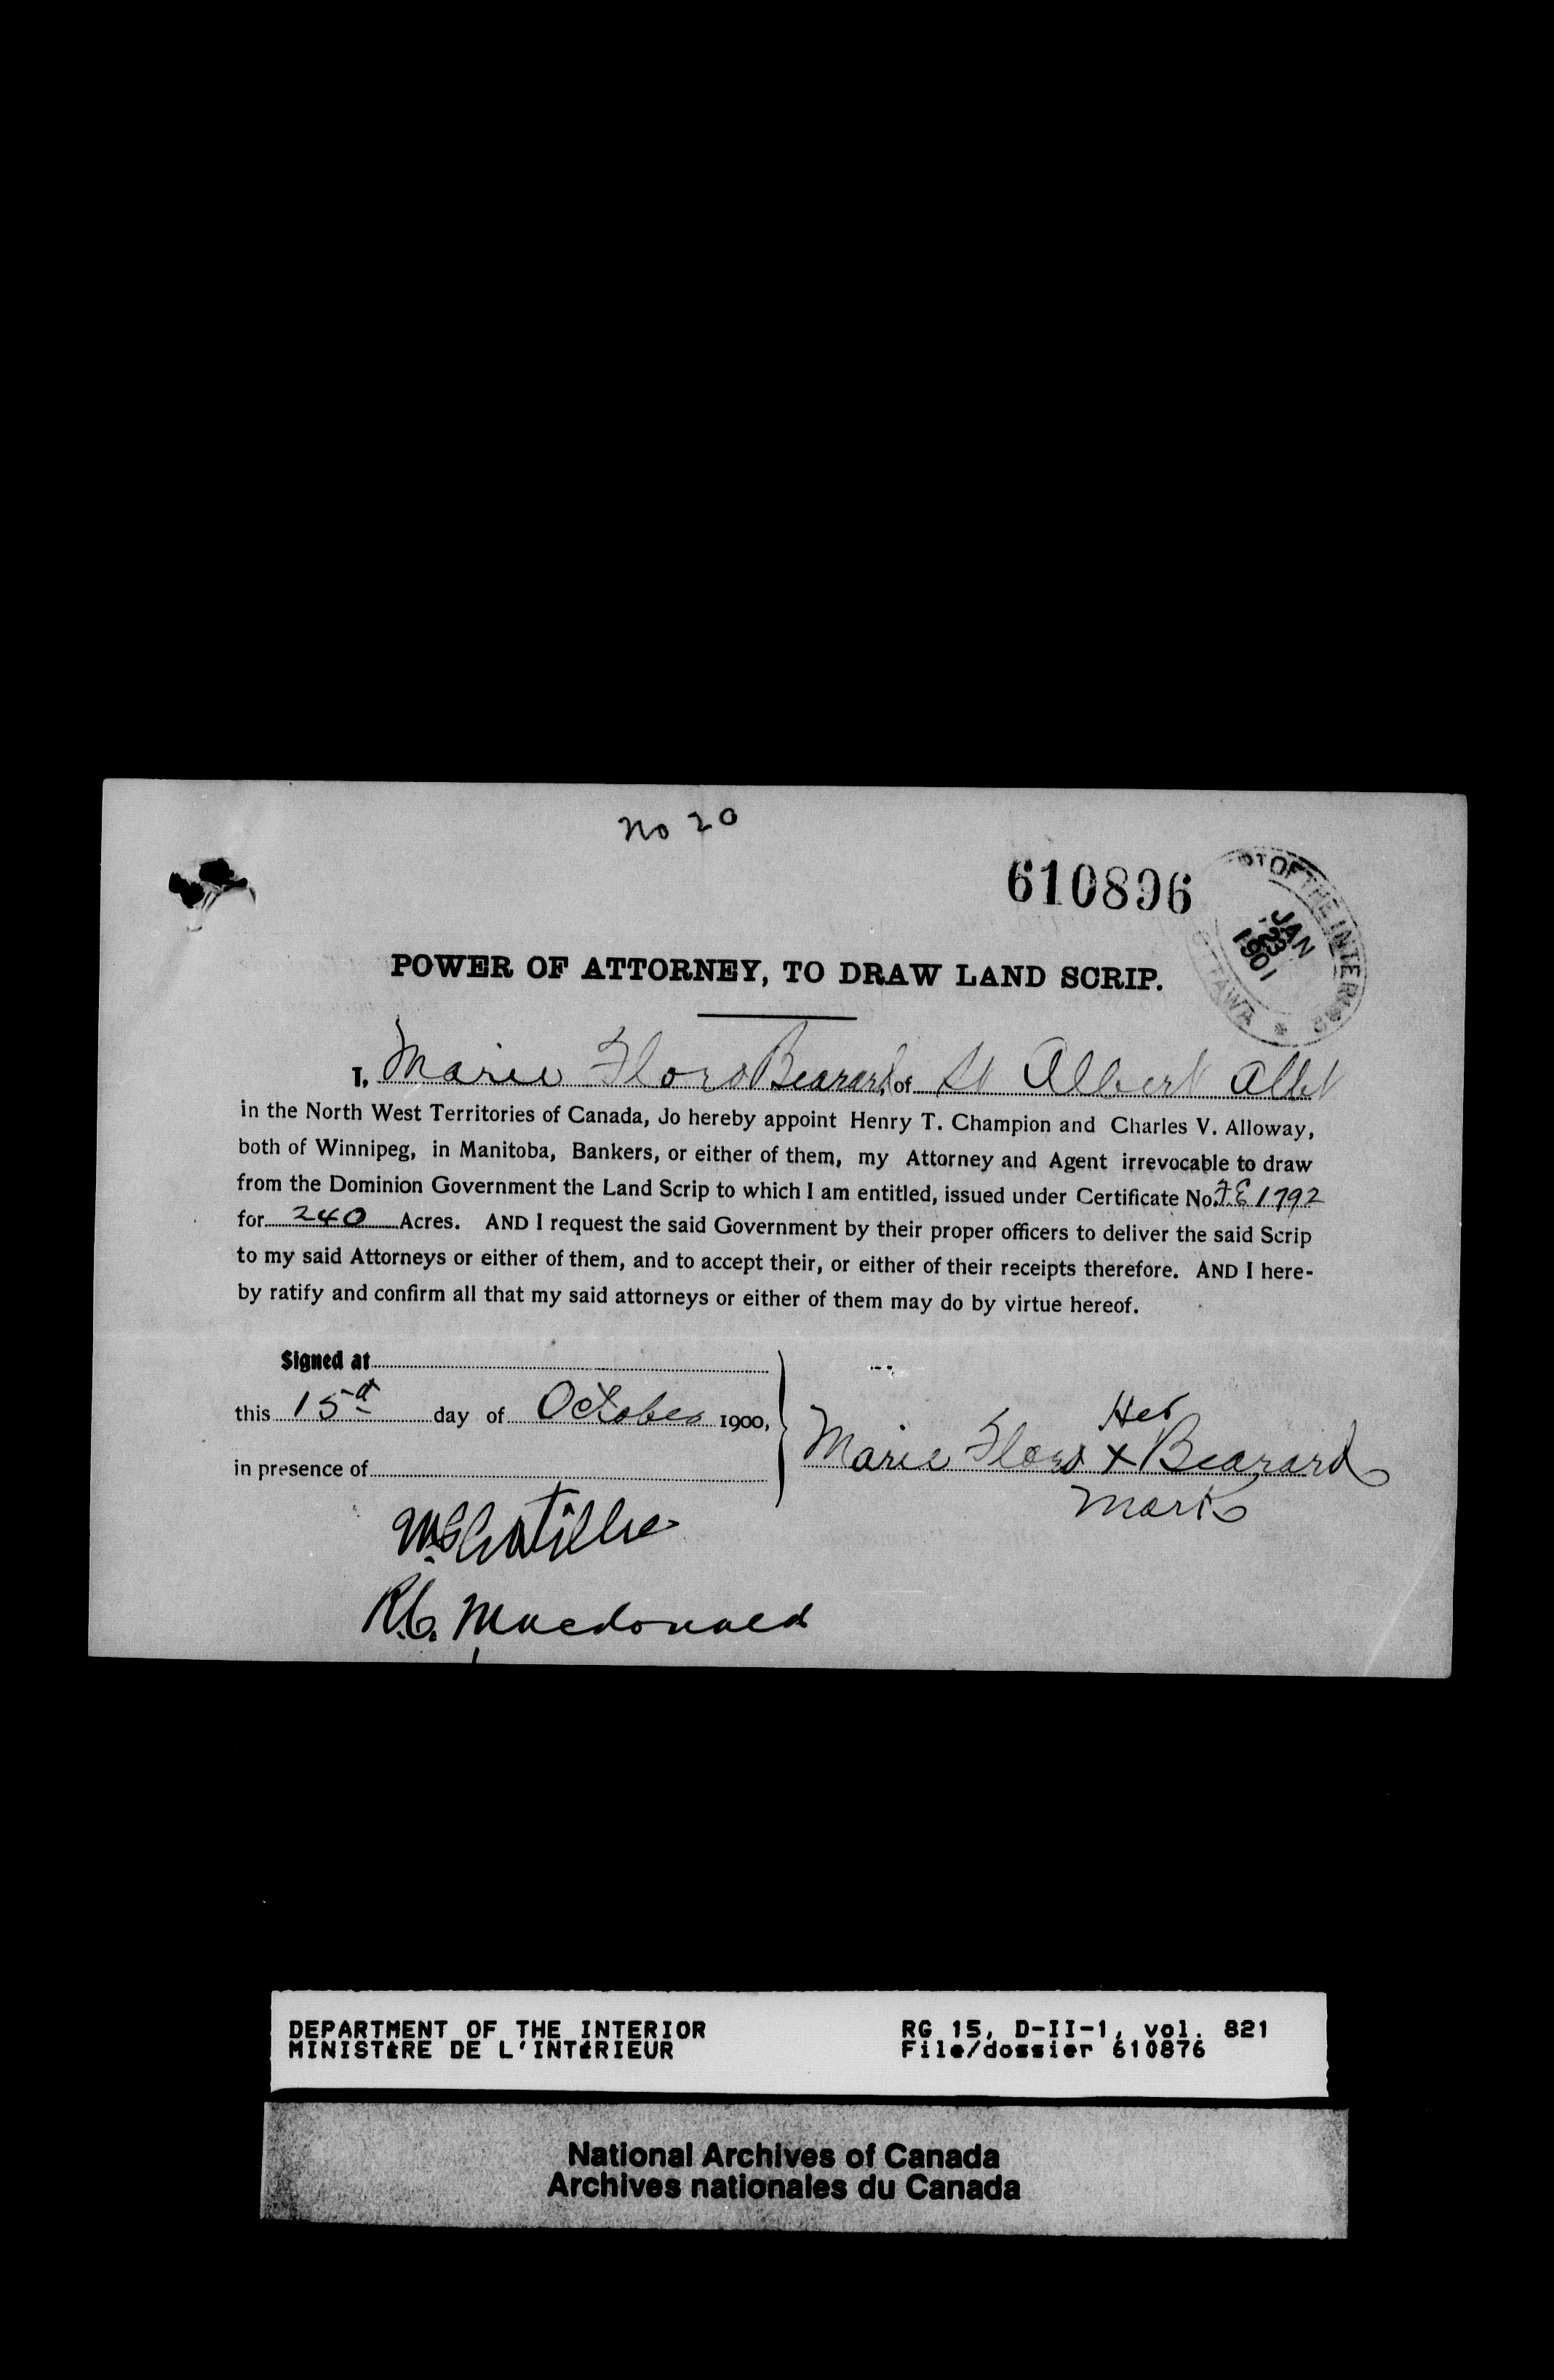 No 20
610896
DEPT OF THE INTERIOR
JAN
23
1901
OTTAWA
POWER OF ATTORNEY, TO DRAW LAND SCRIP.
I, Marie Flora Bearard, of St Albert Albt
in the North West Territories of Canada, Jo hereby appoint Henry T. Champion and Charles V. Alloway,
both of Winnipeg, in Manitoba, Bankers, or either of them, my Attorney and Agent irrevocable to draw
from the Dominion Government the Land Scrip to which I am entitled, issued under Certificate No. F.E 1792
for 240 Acres. AND I request the said Government by their proper officers to deliver the said Scrip
to my said Attorneys or either of them, and to accept their, or either of their receipts therefore. AND I here-
by ratify and confirm all that my said attorneys or either of them may do by virtue hereof.
Signed at
this 15th day of October 1900,
in presence of
Her
Marie Flora X Bearard
Mark
R.C. Macdonald
DEPARTMENT OF THE INTERIOR RG 15, D-II-1, vol. 821
MINISTÈRE DE L'INTÉRIEUR File/dossier 610876
National Archives of Canada
Archives nationales du Canada